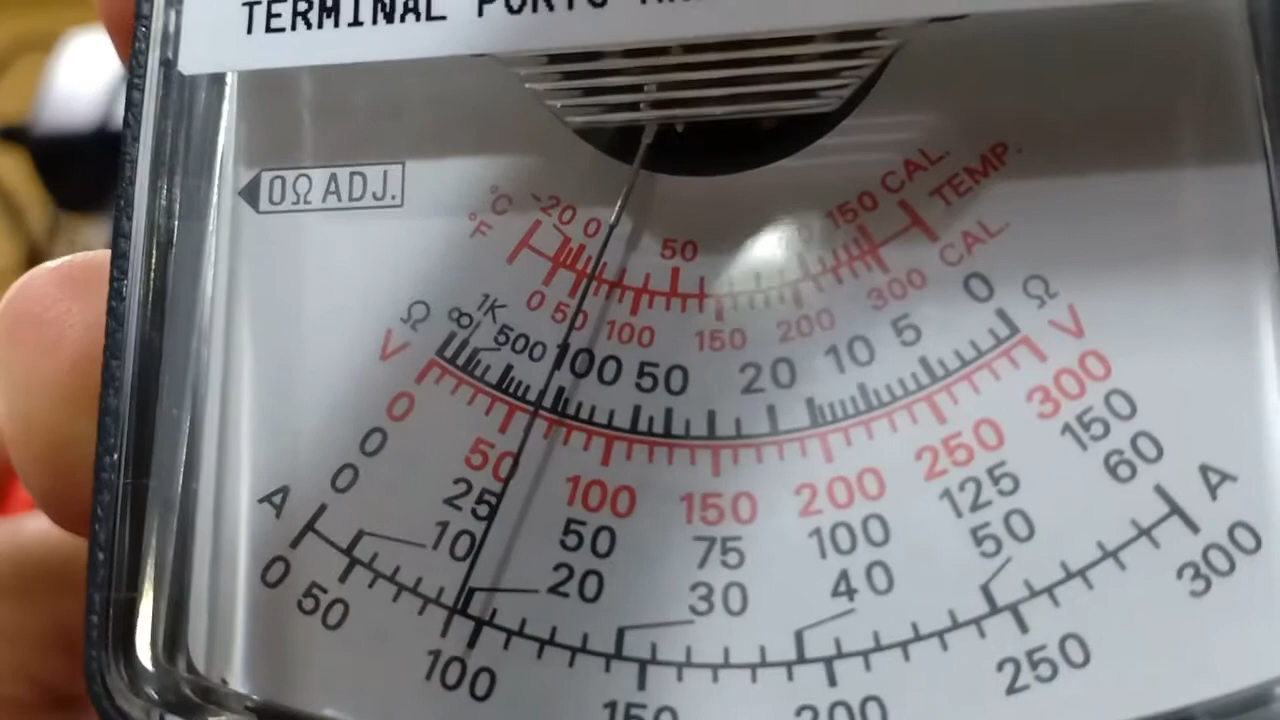 TERMINAL
0Ω ADJ.
°C -20 0 50 150 CAL.
TEMP.
°F 0 50 100 150 200 300 CAL.
Ω ∞ 1K 500 100 50 20 10 5 0 Ω
V 0 50 100 150 200 250 300 V
0 25 50 75 100 125 150
0 10 20 30 40 50 60
A A
0 50 100 150 200 250 300